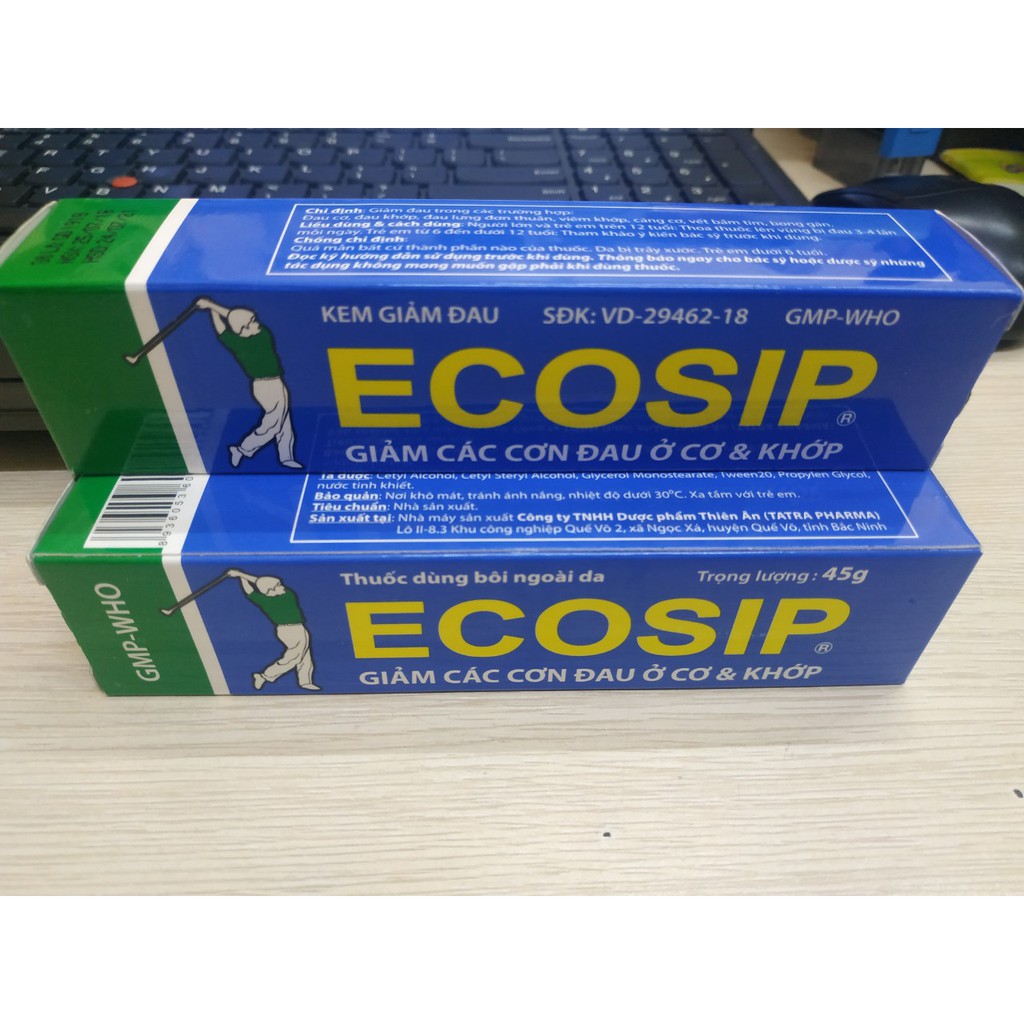 Chỉ định: Giảm đau trong các trường hợp:
Đau cơ, đau khớp, đau lưng đơn thuần, viêm khớp, căng cơ, vết bầm tím, bong gân.
Liều dùng & cách dùng: Người lớn và trẻ em trên 12 tuổi: Thoa thuốc lên vùng bị đau 3-4 lần
mỗi ngày. Trẻ em từ 6 đến dưới 12 tuổi: Tham khảo ý kiến bác sỹ trước khi dùng.
Chống chỉ định:
Quá mẫn bất cứ thành phần nào của thuốc. Da bị trầy xước. Trẻ em dưới 6 tuổi.
Đọc kỹ hướng dẫn sử dụng trước khi dùng. Thông báo ngay cho bác sỹ hoặc dược sỹ những
tác dụng không mong muốn gặp phải khi dùng thuốc.
KEM GIẢM ĐAU SĐK: VD-29462-18 GMP-WHO
ECOSIP®
GIẢM CÁC CƠN ĐAU Ở CƠ & KHỚP
Tá dược: Cetyl Alcohol, Cetyl Steryl Alcohol, Glycerol Monostearate, Tween20, Propylen Glycol,
nước tinh khiết.
Bảo quản: Nơi khô mát, tránh ánh nắng, nhiệt độ dưới 30°C. Xa tầm với trẻ em.
Tiêu chuẩn: Nhà sản xuất.
Sản xuất tại: Nhà máy sản xuất Công ty TNHH Dược phẩm Thiên Ân (TATRA PHARMA)
Lô II-8.3 Khu công nghiệp Quế Võ 2, xã Ngọc Xá, huyện Quế Võ, tỉnh Bắc Ninh
8 936053 60
GMP-WHO
Thuốc dùng bôi ngoài da Trọng lượng: 45g
ECOSIP®
GIẢM CÁC CƠN ĐAU Ở CƠ & KHỚP